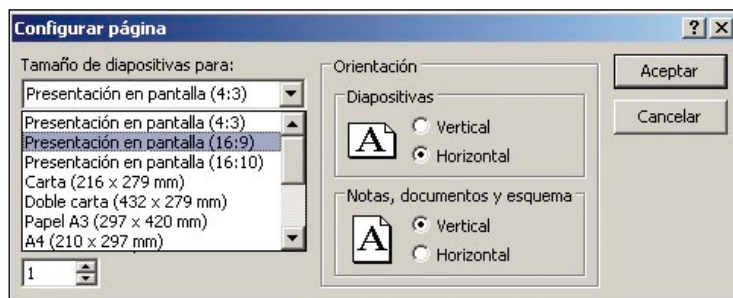 Configurar página
Tamaño de diapositivas para:
Presentación en pantalla (4:3)
Presentación en pantalla (4:3)
Presentación en pantalla (16:9)
Presentación en pantalla (16:10)
Carta (216 x 279 mm)
Doble carta (432 x 279 mm)
Papel A3 (297 x 420 mm)
A4 (210 x 297 mm)
1
Orientación
Diapositivas
A
Vertical
Horizontal
Notas, documentos y esquema
A
Vertical
Horizontal
Aceptar
Cancelar